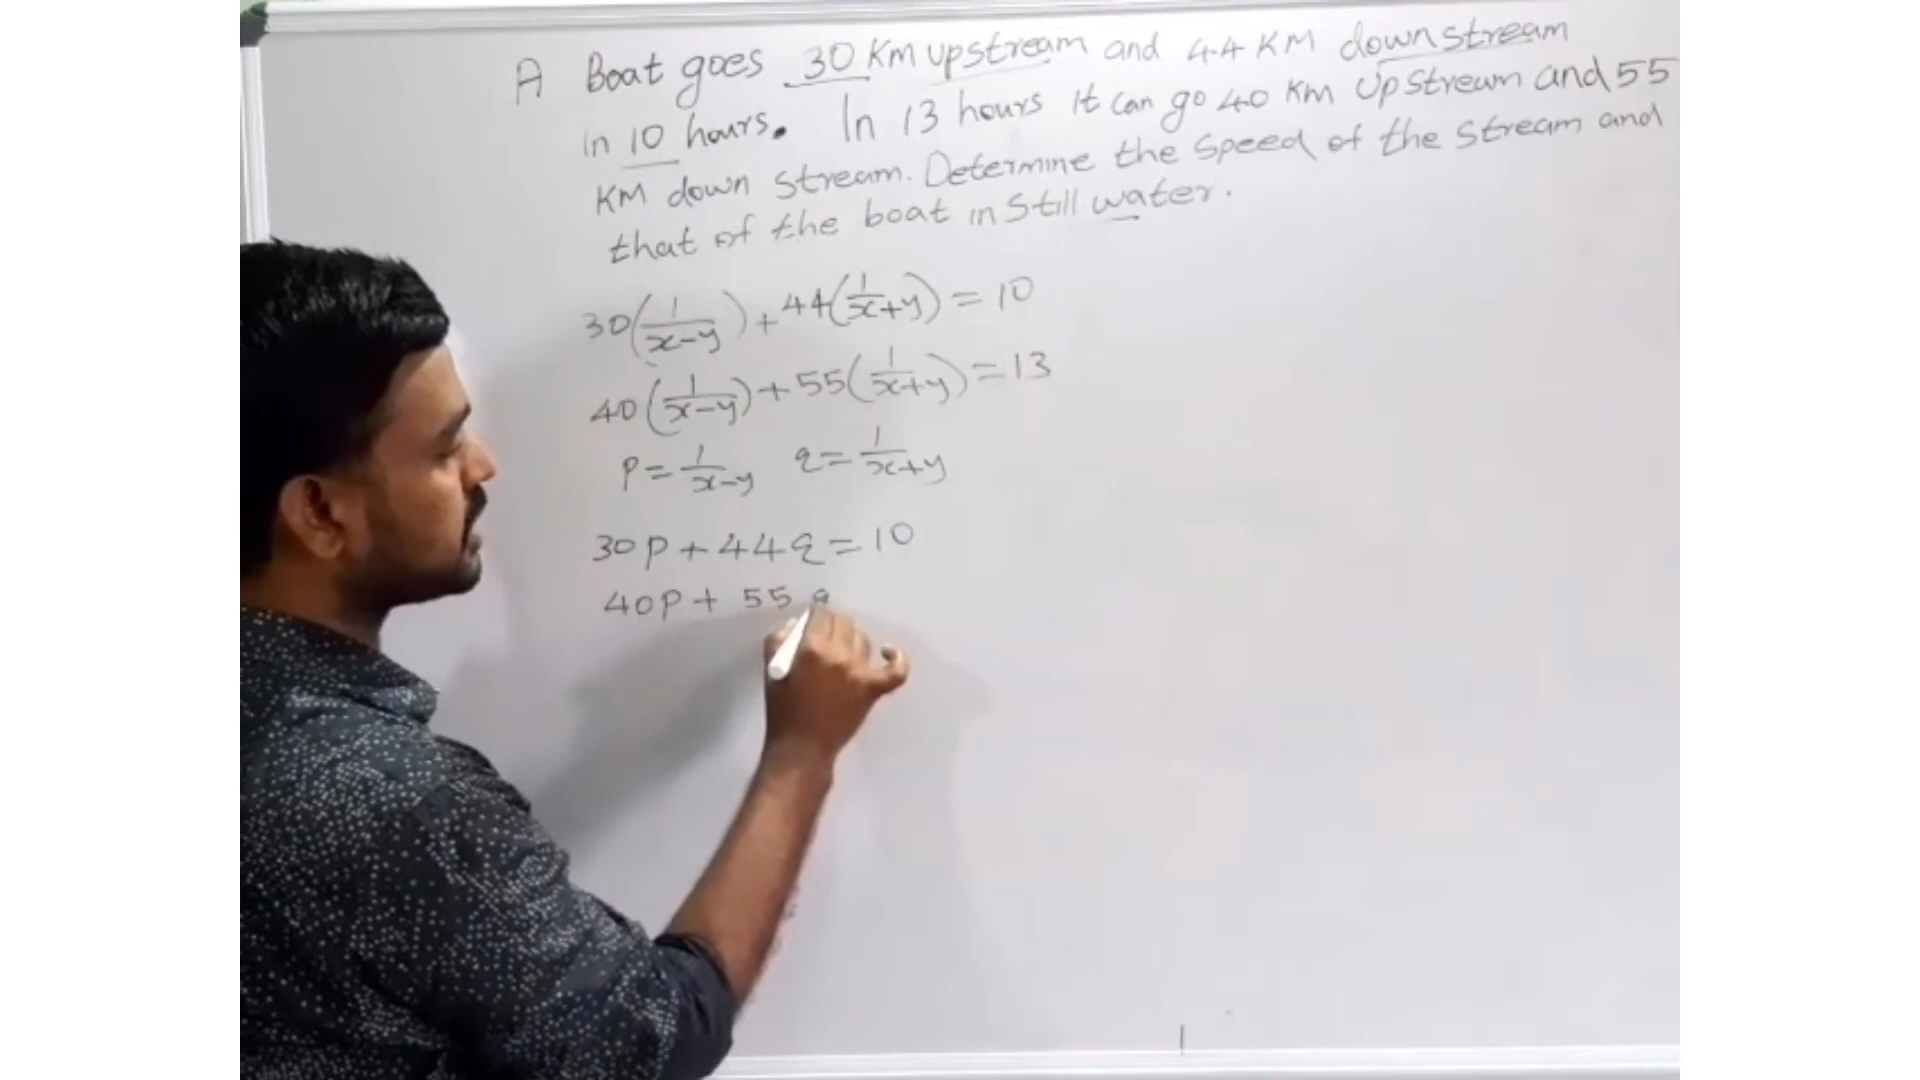 A Boat goes 30 Km upstream and 44 KM downstream
in 10 hours. In 13 hours it can go 40 KM Upstream and 55
KM down stream. Determine the speed of the stream and
that of the boat in still water.
30(1/(x-y)) + 44(1/(x+y)) = 10
40(1/(x-y)) + 55(1/(x+y)) = 13
p = 1/(x-y) q = 1/(x+y)
30p + 44q = 10
40p + 55q